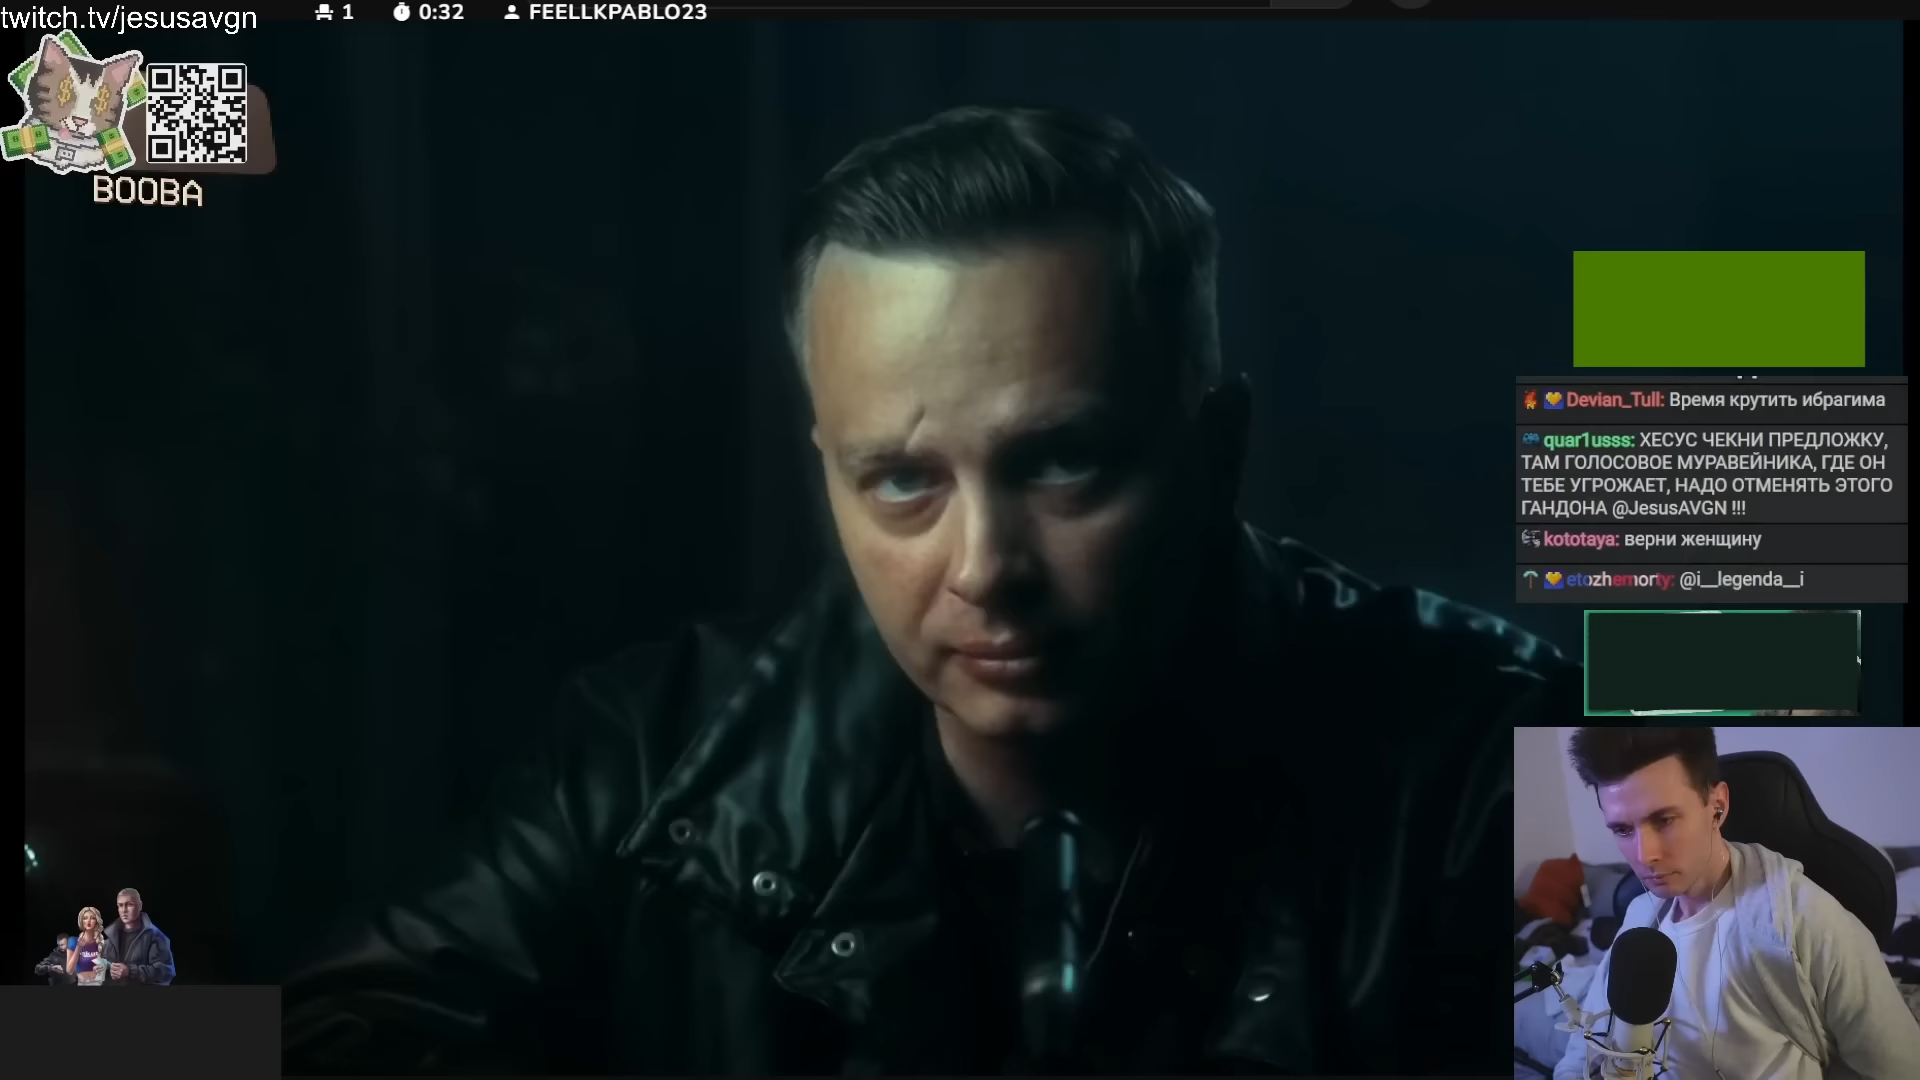 twitch.tv/jesusavgn
1
0:32
FEELLKPABLO23
BOOBA
Devian_Tull: Время крутить ибрагима
quar1usss: ХЕСУС ЧЕКНИ ПРЕДЛОЖКУ,
ТАМ ГОЛОСОВОЕ МУРАВЕЙНИКА, ГДЕ ОН
ТЕБЕ УГРОЖАЕТ, НАДО ОТМЕНЯТЬ ЭТОГО
ГАНДОНА @JesusAVGN !!!
kototaya: верни женщину
etozhemorty: @i__legenda__i